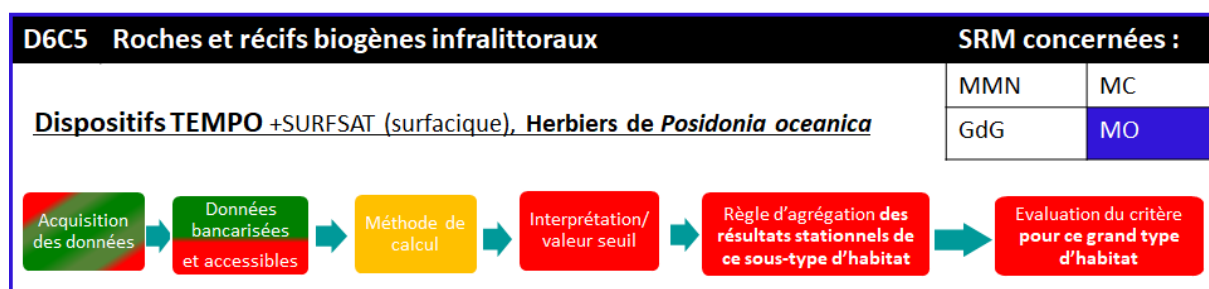 D6C5 Roches et récifs biogènes infralittoraux
SRM concernées :
MMN MC
Dispositifs TEMPO +SURFSAT (surfacique), Herbiers de Posidonia oceanica
GdG MO
Acquisition
des données
Données
bancarisées
et accessibles
Méthode de
calcul
Interprétation/
valeur seuil
Règle d'agrégation des
résultats stationnels de
ce sous-type d'habitat
Evaluation du critère
pour ce grand type
d'habitat